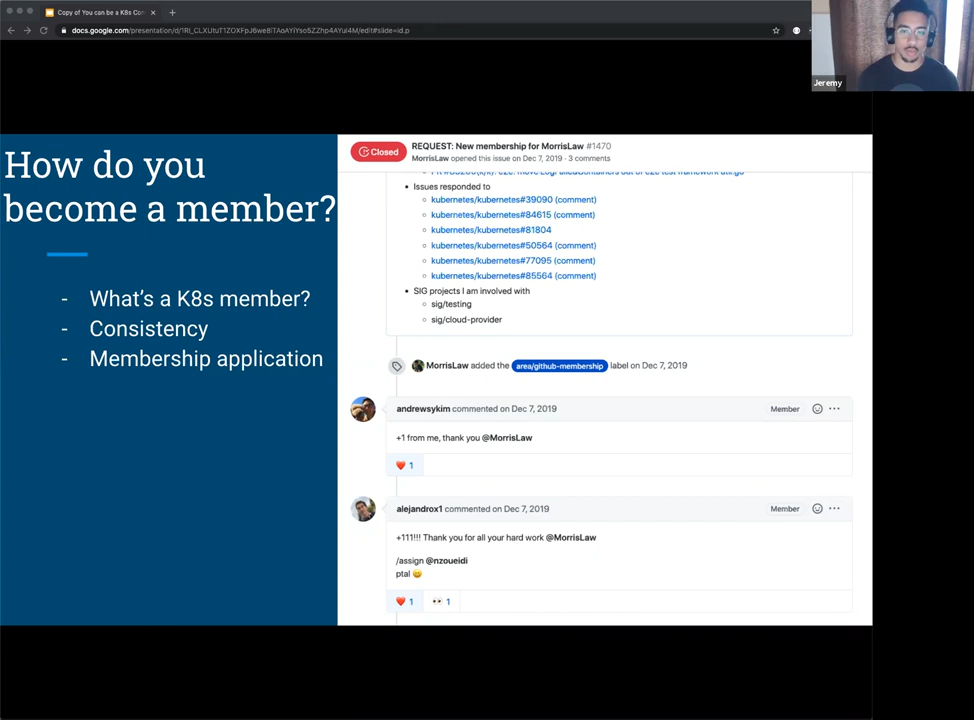 Copy of You can be a K8s Con
docs.google.com/presentation/d/
Jeremy
How do you
become a member?
- What's a K8s member?
- Consistency
- Membership application
Closed
REQUEST: New membership for MorrisLaw #1470
MorrisLaw opened this issue on Dec 7, 2019 · 3 comments
Issues responded to
kubernetes/kubernetes#39090 (comment)
kubernetes/kubernetes#84615 (comment)
kubernetes/kubernetes#81804
kubernetes/kubernetes#50564 (comment)
kubernetes/kubernetes#77095 (comment)
kubernetes/kubernetes#85564 (comment)
SIG projects I am involved with
sig/testing
sig/cloud-provider
MorrisLaw added the area/github-membership label on Dec 7, 2019
andrewsykim commented on Dec 7, 2019 Member
+1 from me, thank you @MorrisLaw
❤️ 1
alejandrox1 commented on Dec 7, 2019 Member
+111!!! Thank you for all your hard work @MorrisLaw
/assign @nzoueidi
ptal 😄
❤️ 1 👀 1